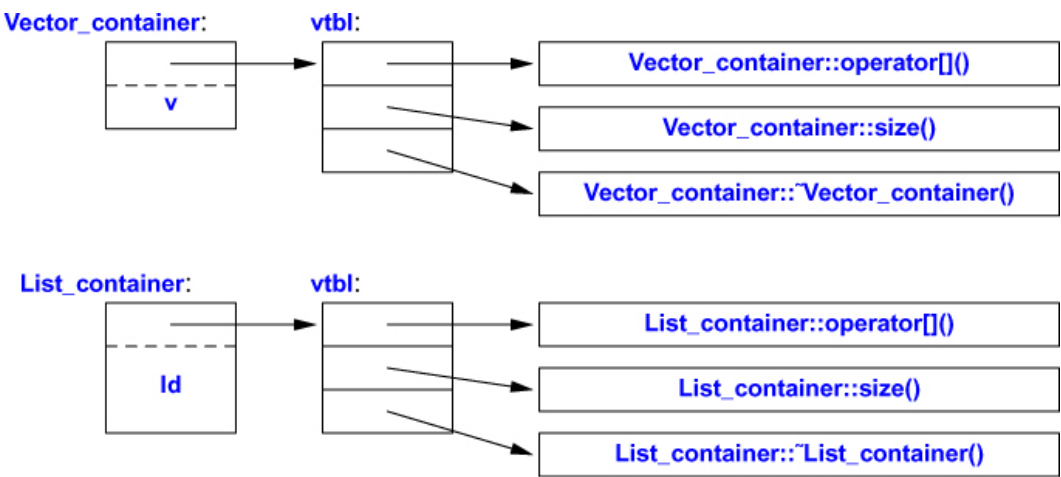 Vector_container: vtbl:
Vector_container::operator[]()
v
Vector_container::size()
Vector_container::˜Vector_container()
List_container: vtbl:
List_container::operator[]()
ld
List_container::size()
List_container::˜List_container()